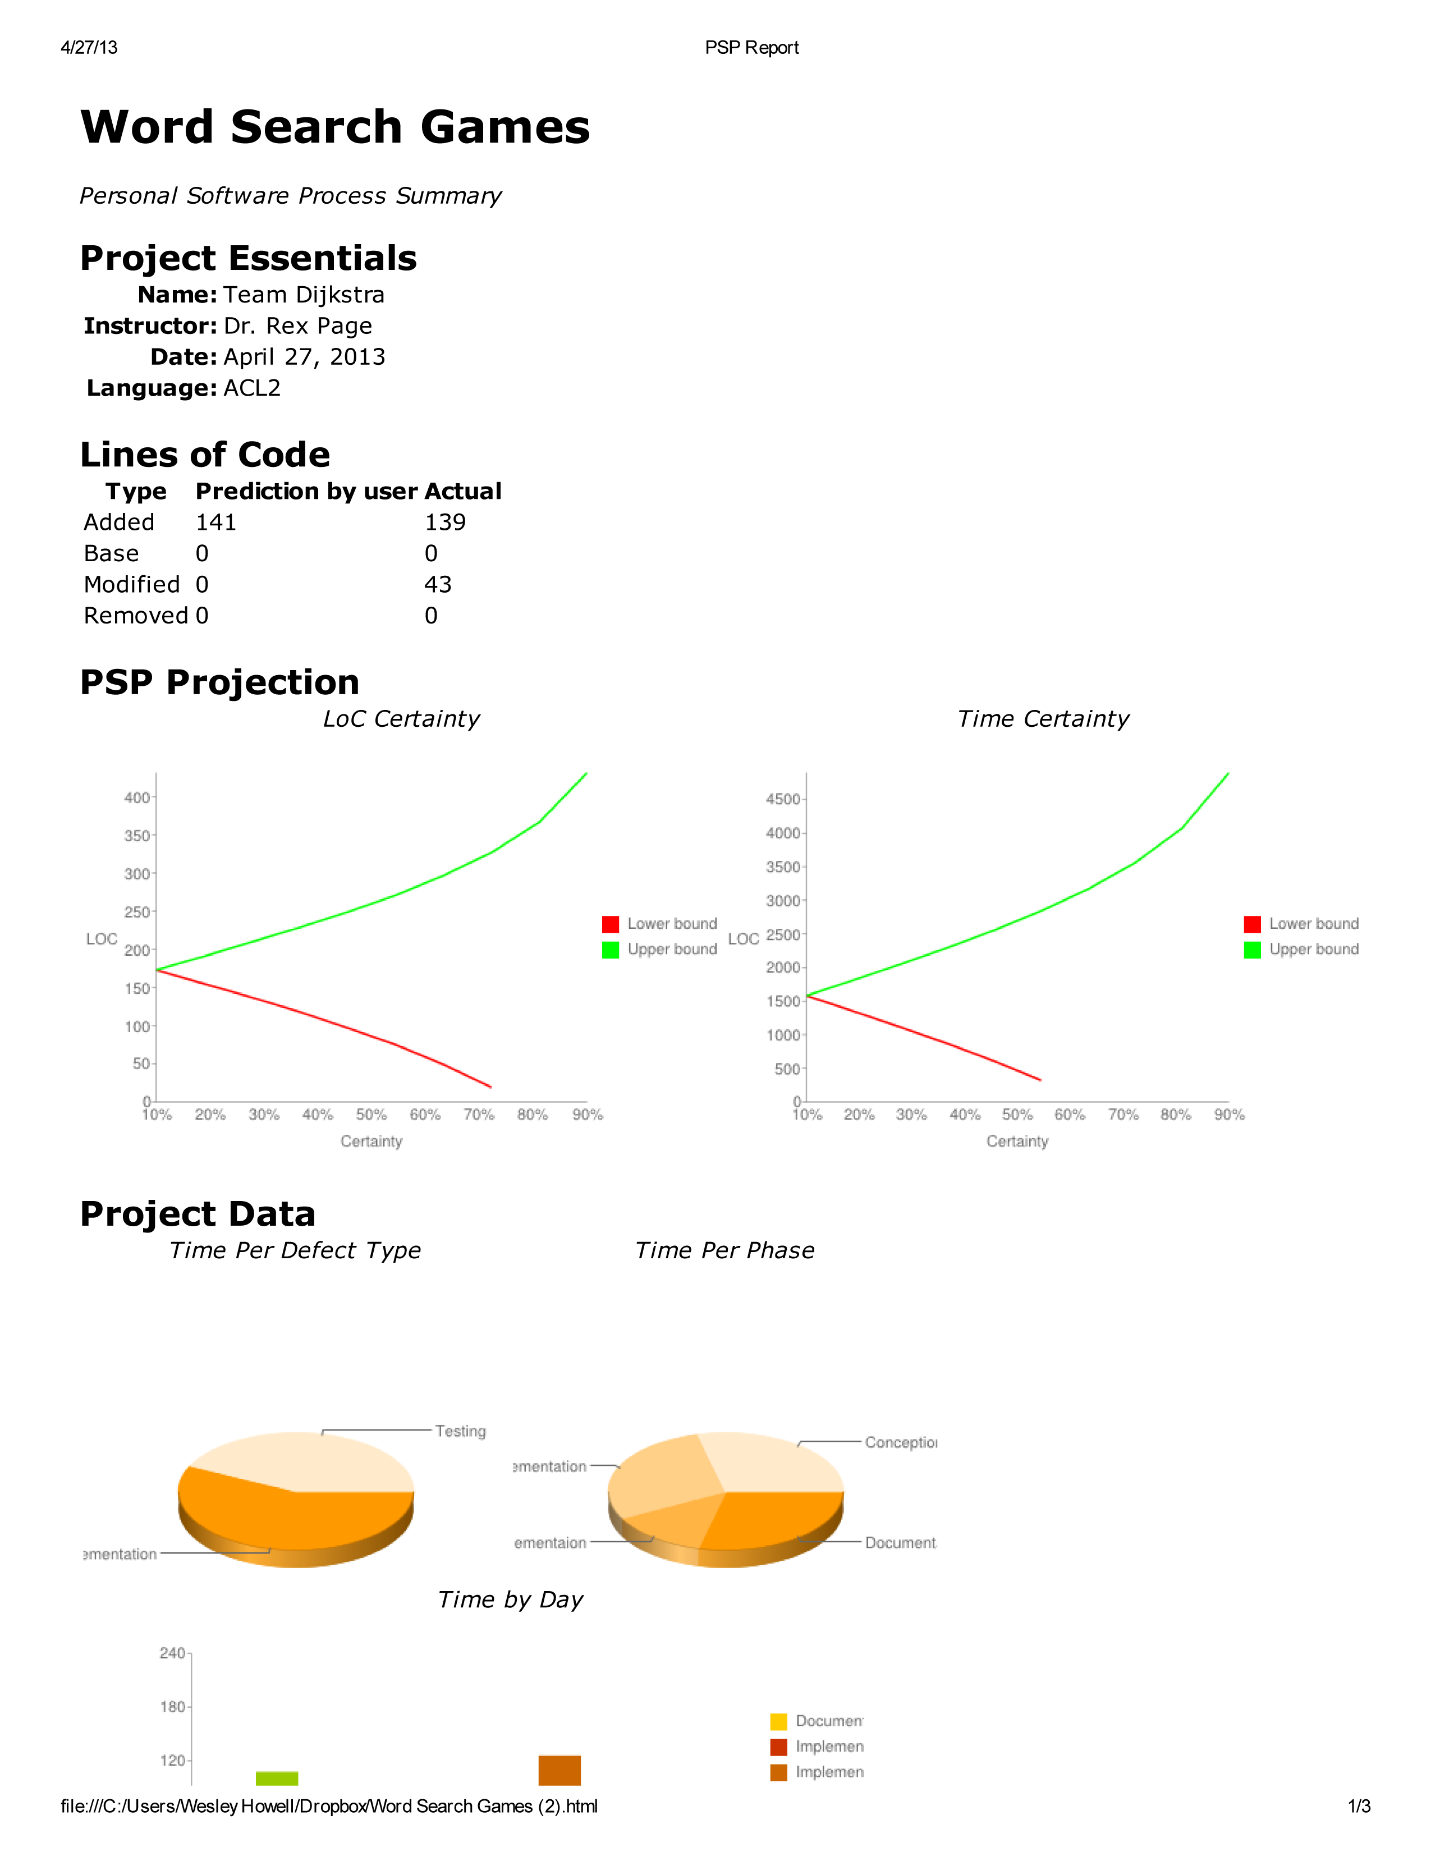 4/27/13 PSP Report
Word Search Games
Personal Software Process Summary
Project Essentials
Name: Team Dijkstra
Instructor: Dr. Rex Page
Date: April 27, 2013
Language: ACL2
Lines of Code
Type Prediction by user Actual
Added 141 139
Base 0 0
Modified 0 43
Removed 0 0
PSP Projection
LoC Certainty
400
350
300
250
200
150
100
50
0
LOC
10% 20% 30% 40% 50% 60% 70% 80% 90%
Certainty
Lower bound
Upper bound
Time Certainty
4500
4000
3500
3000
2500
2000
1500
1000
500
0
LOC
10% 20% 30% 40% 50% 60% 70% 80% 90%
Certainty
Lower bound
Upper bound
Project Data
Time Per Defect Type
Testing
ementation
Time Per Phase
Conceptio
ementation
ementaion
Document
Time by Day
240
180
120
Documen
Implemen
Implemen
file:///C:/Users/Wesley Howell/Dropbox/Word Search Games (2).html 1/3